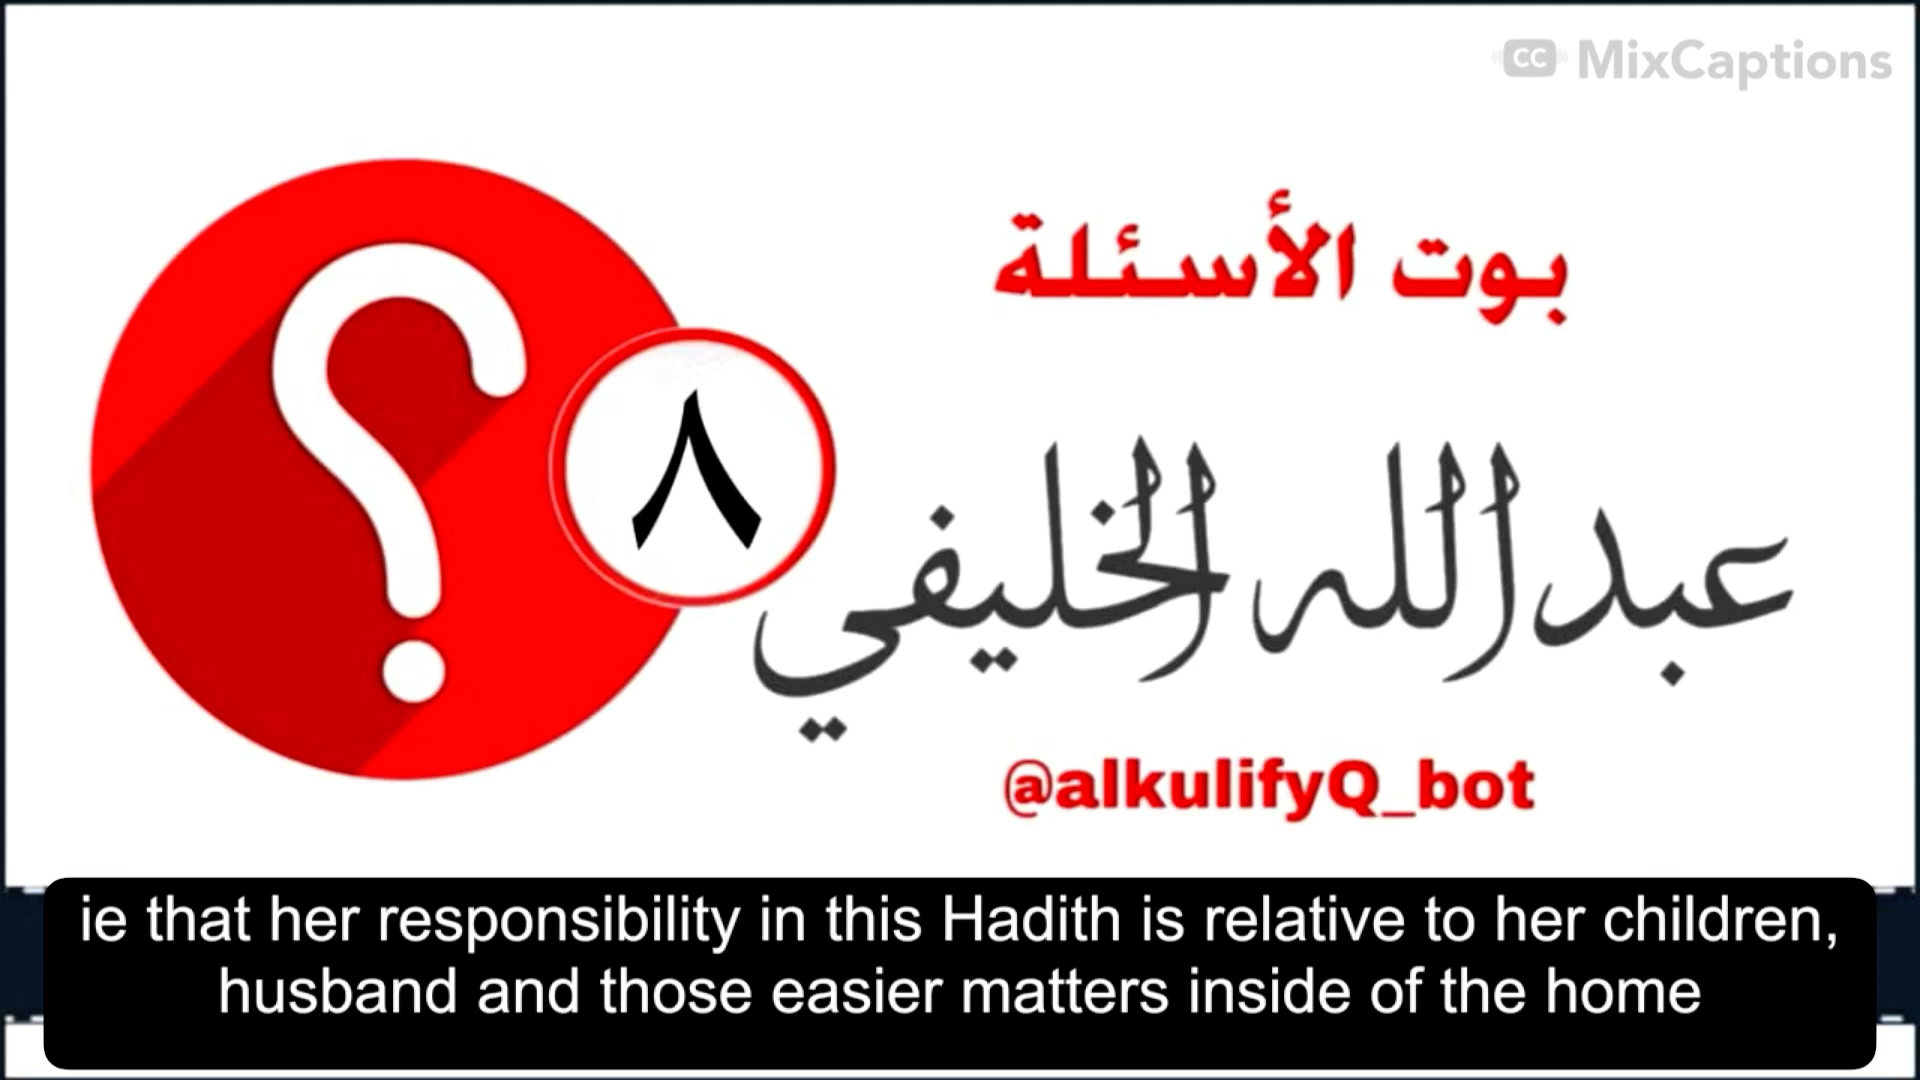 CC MixCaptions
بوت الأسئلة
٨
عبدالله الخليفي
@alkulifyQ_bot
ie that her responsibility in this Hadith is relative to her children,
husband and those easier matters inside of the home